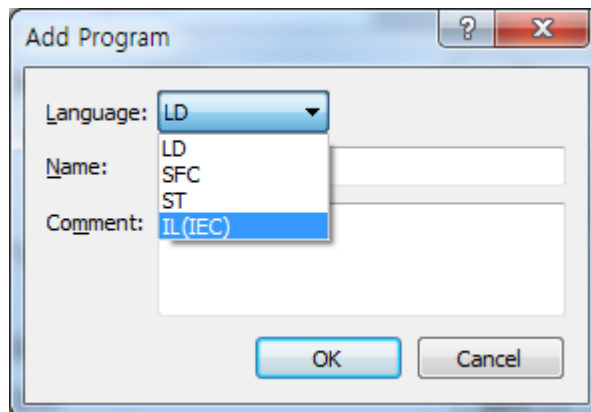 Add Program
Language: LD
LD
SFC
ST
IL(IEC)
Name:
Comment:
OK Cancel